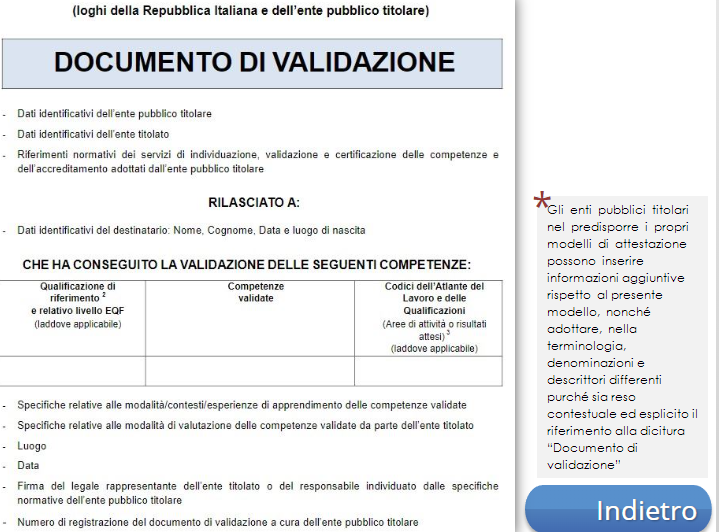 (loghi della Repubblica Italiana e dell'ente pubblico titolare)
DOCUMENTO DI VALIDAZIONE
- Dati identificativi dell'ente pubblico titolare
- Dati identificativi dell'ente titolato
- Riferimenti normativi dei servizi di individuazione, validazione e certificazione delle competenze e
dell'accreditamento adottati dall'ente pubblico titolare
RILASCIATO A:
- Dati identificativi del destinatario: Nome, Cognome, Data e luogo di nascita
CHE HA CONSEGUITO LA VALIDAZIONE DELLE SEGUENTI COMPETENZE:
Qualificazione di
riferimento 2
e relativo livello EQF
(laddove applicabile)
Competenze
validate
Codici dell'Atlante del
Lavoro e delle
Qualificazioni
(Aree di attività o risultati
attesi) 3
(laddove applicabile)
- Specifiche relative alle modalità/contesti/esperienze di apprendimento delle competenze validate
- Specifiche relative alle modalità di valutazione delle competenze validate da parte dell'ente titolato
- Luogo
- Data
- Firma del legale rappresentante dell'ente titolato o del responsabile individuato dalle specifiche
normative dell'ente pubblico titolare
- Numero di registrazione del documento di validazione a cura dell'ente pubblico titolare
*Gli enti pubblici titolari
nel predisporre i propri
modelli di attestazione
possono inserire
informazioni aggiuntive
rispetto al presente
modello, nonché
adottare, nella
terminologia,
denominazioni e
descrittori differenti
purché sia reso
contestuale ed esplicito il
riferimento alla dicitura
"Documento di
validazione"
Indietro